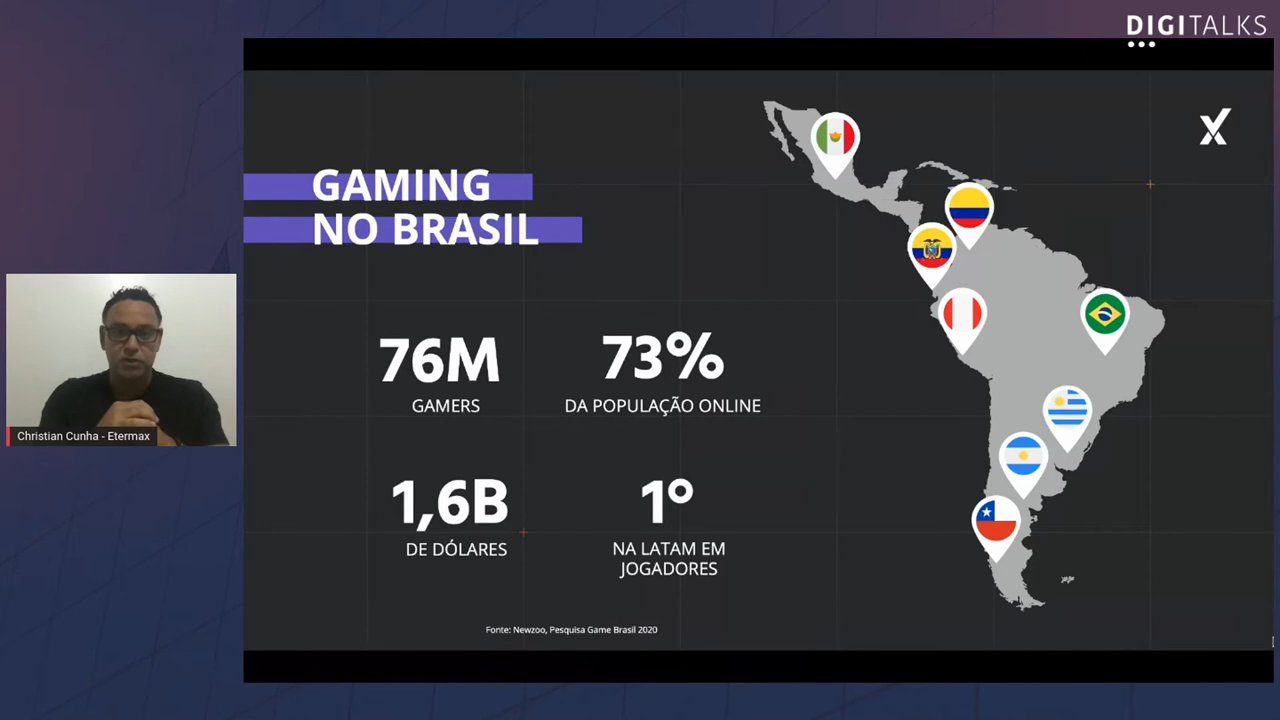 DIGITALKS
GAMING
NO BRASIL
76M
GAMERS
73%
DA POPULAÇÃO ONLINE
1,6B
DE DÓLARES
1º
NA LATAM EM
JOGADORES
Fonte: Newzoo, Pesquisa Game Brasil 2020
Christian Cunha - Etermax